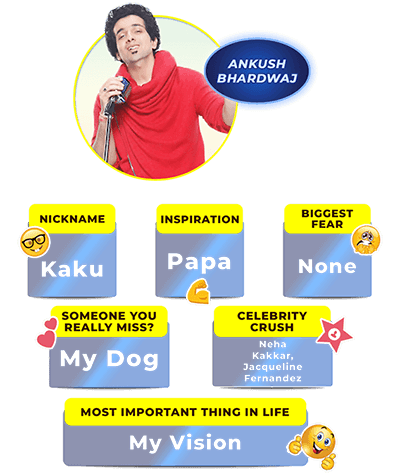 ANKUSH
BHARDWAJ
NICKNAME
Kaku
INSPIRATION
Papa
BIGGEST
FEAR
None
SOMEONE YOU
REALLY MISS?
My Dog
CELEBRITY
CRUSH
Neha
Kakkar,
Jacqueline
Fernandez
MOST IMPORTANT THING IN LIFE
My Vision